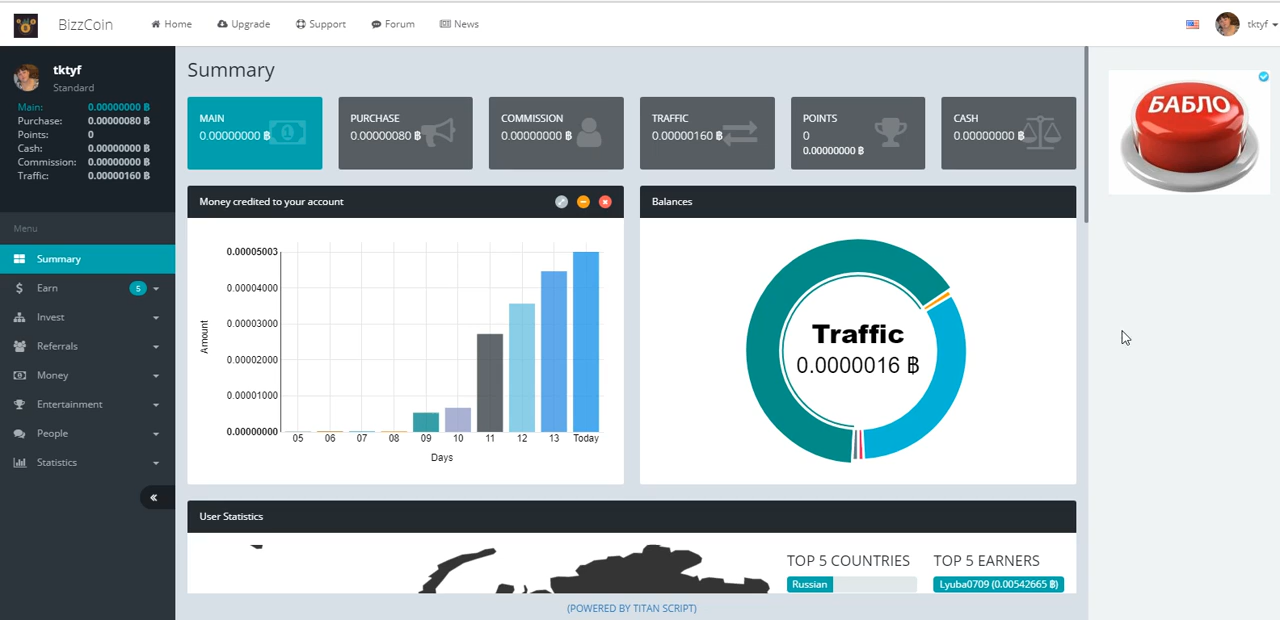 BizzCoin
Home
Upgrade
Support
Forum
News
tktyf
tktyf
Standard
Main: 0.00000000 ฿
Purchase: 0.00000080 ฿
Points: 0
Cash: 0.00000000 ฿
Commission: 0.00000000 ฿
Traffic: 0.00000160 ฿
Menu
Summary
Earn 5
Invest
Referrals
Money
Entertainment
People
Statistics
Summary
MAIN
0.00000000 ฿
PURCHASE
0.00000080 ฿
COMMISSION
0.00000000 ฿
TRAFFIC
0.00000160 ฿
POINTS
0
0.00000000 ฿
CASH
0.00000000 ฿
БАБЛО
Money credited to your account
0.00005003
0.00004000
0.00003000
0.00002000
0.00001000
0.00000000
Amount
05 06 07 08 09 10 11 12 13 Today
Days
Balances
Traffic
0.0000016 ฿
User Statistics
TOP 5 COUNTRIES
Russian
TOP 5 EARNERS
Lyuba0709 (0.00542665 ฿)
(POWERED BY TITAN SCRIPT)